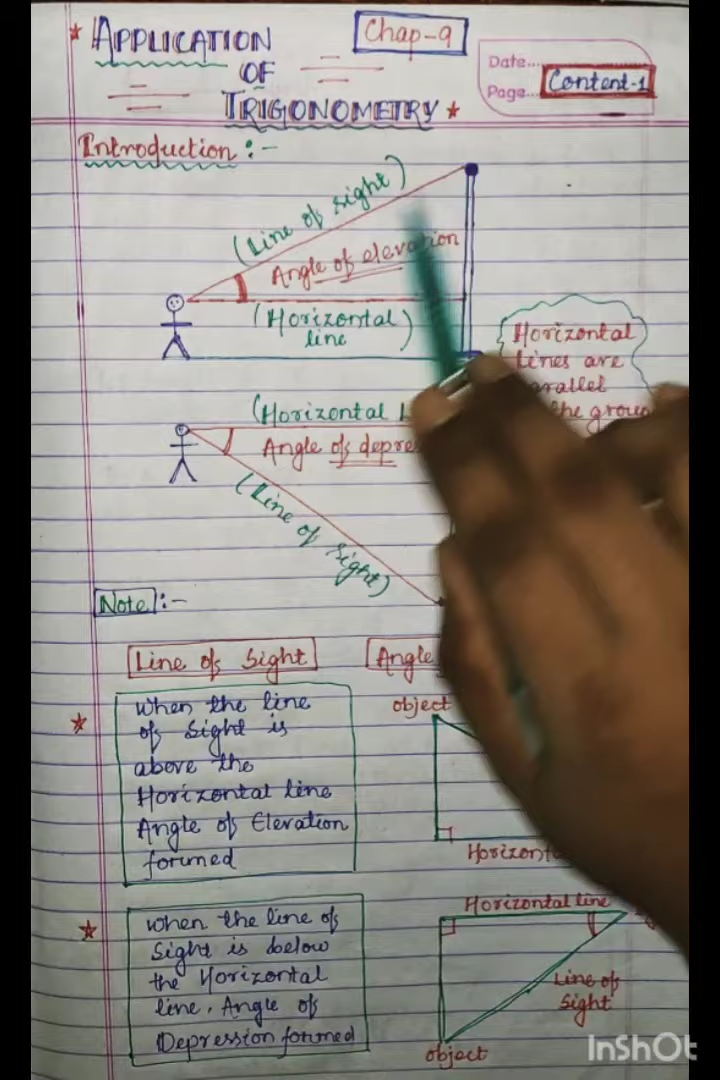 APPLICATION
OF
TRIGONOMETRY
Chap-9
Date...
Page...
Content-1
Introduction :-
(Line of sight)
Angle of elevation
(Horizontal
line)
Horizontal
lines are
(Horizontal
Angle of
(Line of sight)
Note :-
Line of Sight
Angle
When the line
of Sight is
above the
Horizontal line
Angle of Elevation
formed
object
When the line of
Sight is below
the Horizontal
line. Angle of
Depression formed
Horizontal line
Line of
Sight
object
InShOt